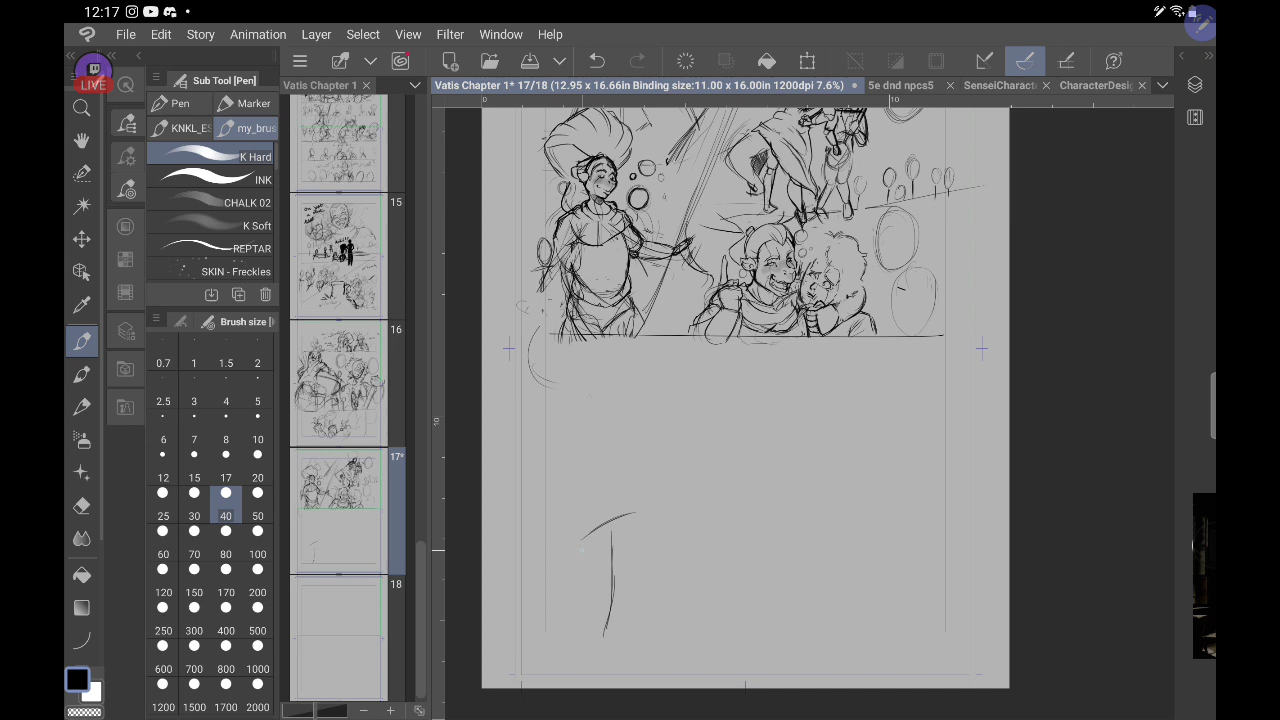 12:17
File Edit Story Animation Layer Select View Filter Window Help
LIVE
Sub Tool [Pen]
Vatis Chapter 1
Vatis Chapter 1* 17/18 (12.95 x 16.66in Binding size:11.00 x 16.00in 1200dpi 7.6%)
5e dnd npcs5
SenseiCharact
CharacterDesig
Pen Marker
KNKL_ES my_brus
K Hard
INK
CHALK 02
K Soft
REPTAR
SKIN - Freckles
Brush size [
0.7 1 1.5 2
2.5 3 4 5
6 7 8 10
12 15 17 20
25 30 40 50
60 70 80 100
120 150 170 200
250 300 400 500
600 700 800 1000
1200 1500 1700 2000
15
16
17*
18
0 10
10